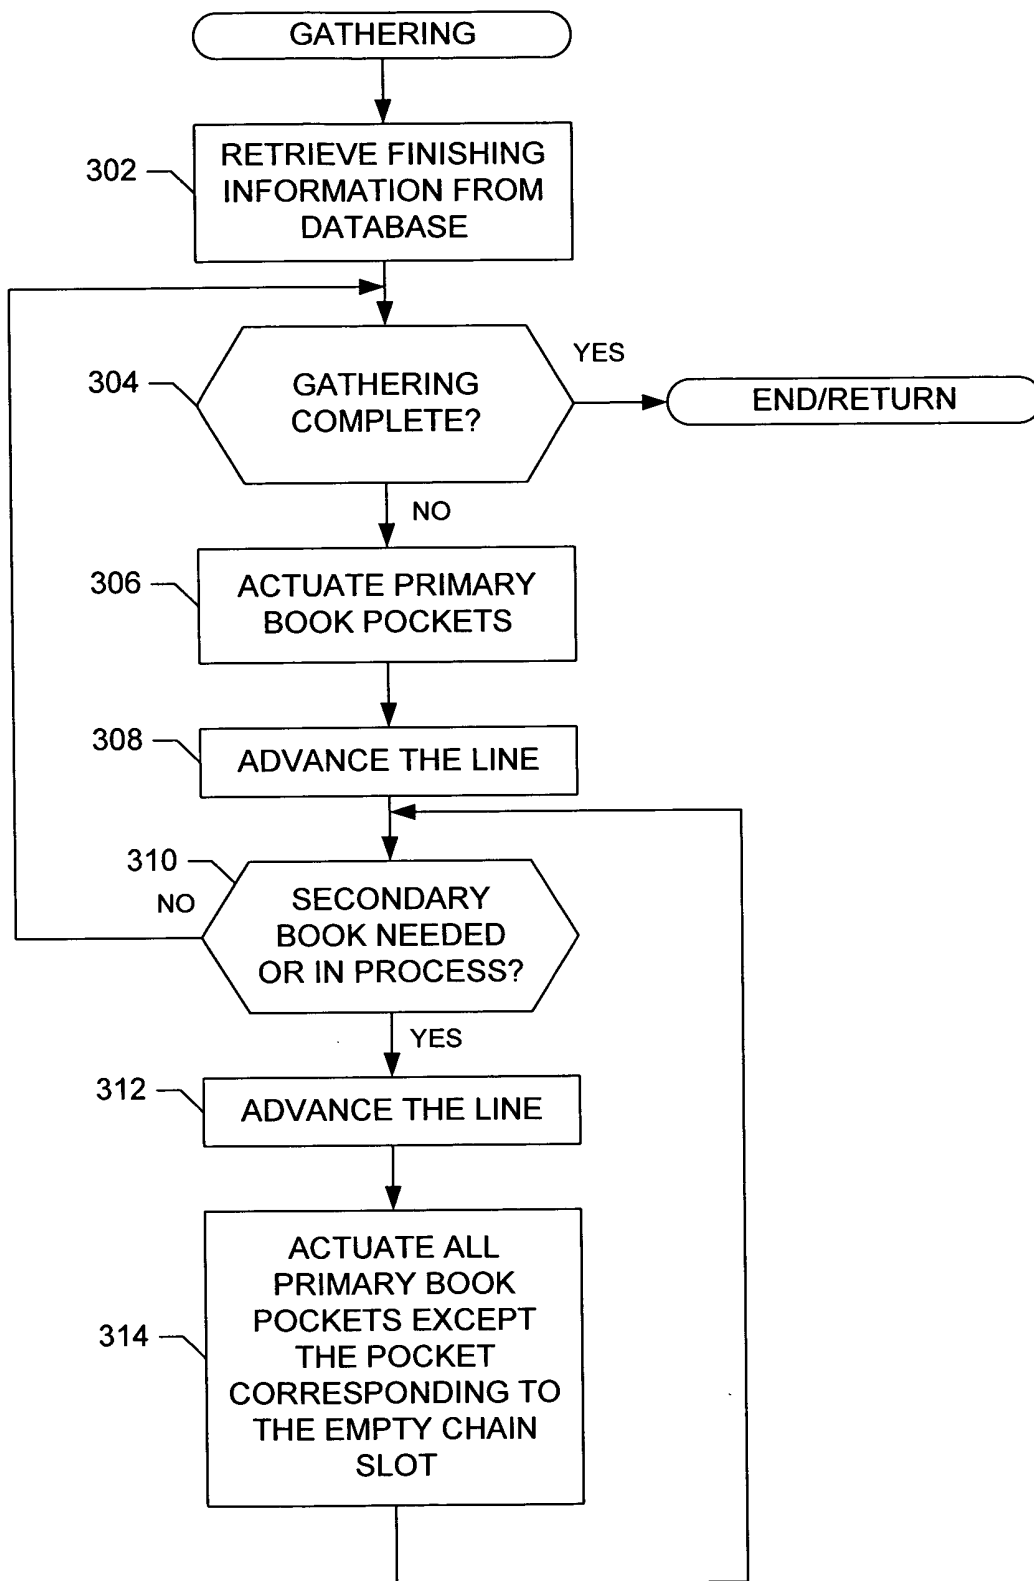 GATHERING
302
RETRIEVE FINISHING
INFORMATION FROM
DATABASE
304
GATHERING
COMPLETE?
YES
END/RETURN
NO
306
ACTUATE PRIMARY
BOOK POCKETS
308
ADVANCE THE LINE
310
NO
SECONDARY
BOOK NEEDED
OR IN PROCESS?
YES
312
ADVANCE THE LINE
314
ACTUATE ALL
PRIMARY BOOK
POCKETS EXCEPT
THE POCKET
CORRESPONDING TO
THE EMPTY CHAIN
SLOT